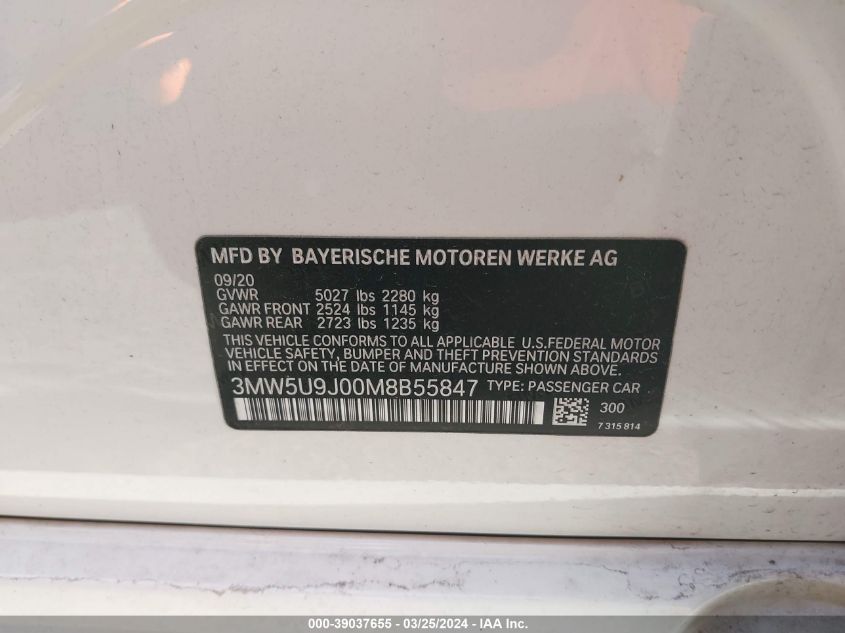 MFD BY BAYERISCHE MOTOREN WERKE AG
09/20
GVWR 5027 lbs 2280 kg
GAWR FRONT 2524 lbs 1145 kg
GAWR REAR 2723 lbs 1235 kg
THIS VEHICLE CONFORMS TO ALL APPLICABLE U.S.FEDERAL MOTOR
VEHICLE SAFETY, BUMPER AND THEFT PREVENTION STANDARDS
IN EFFECT ON THE DATE OF MANUFACTURE SHOWN ABOVE.
3MW5U9J00M8B55847 TYPE: PASSENGER CAR
300
7 315 814
000-39037655 - 03/25/2024 - IAA Inc.